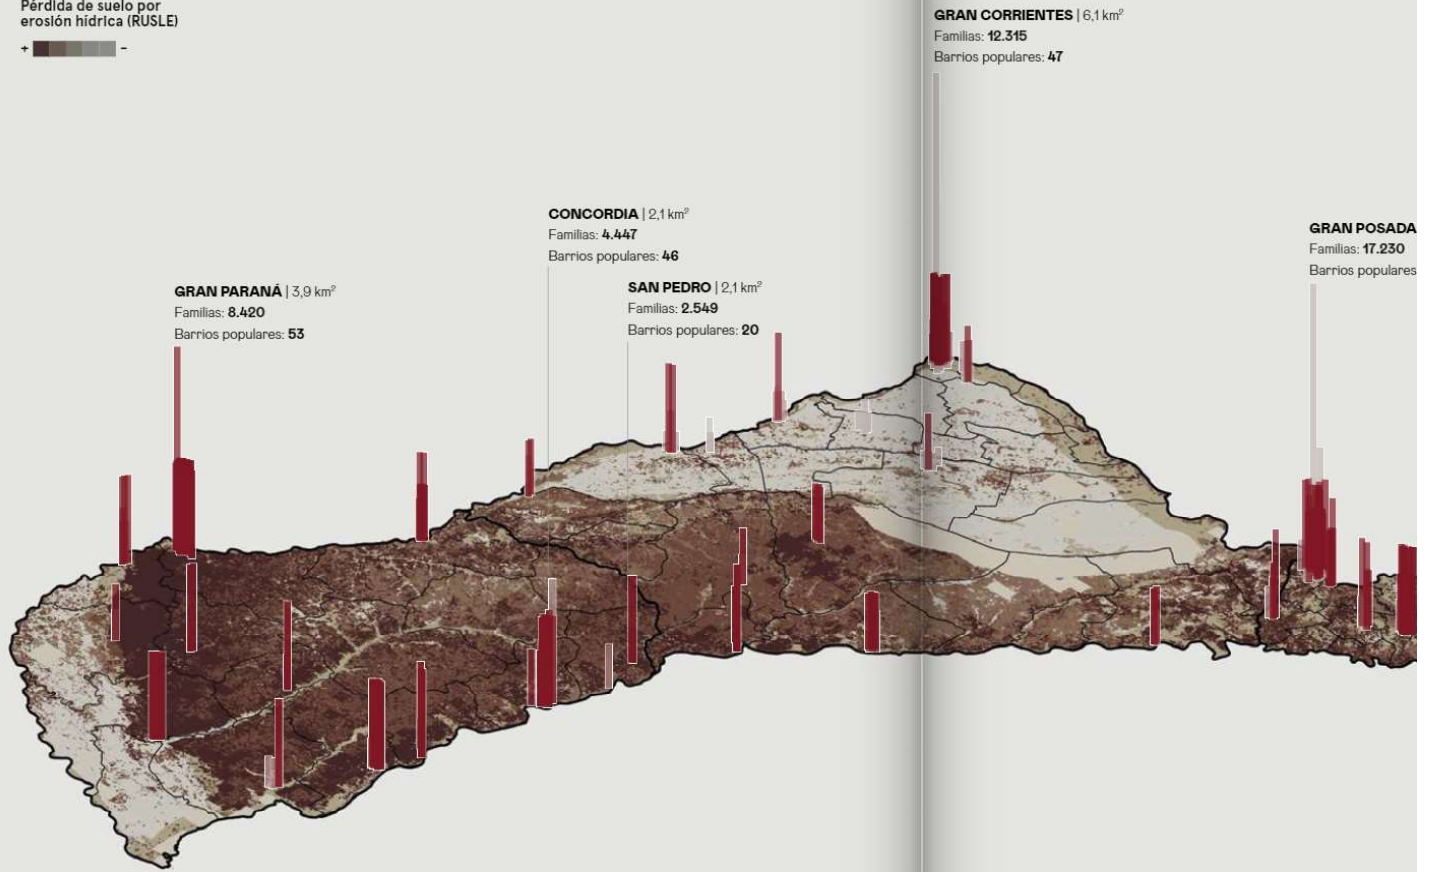 Pérdida de suelo por
erosión hídrica (RUSLE)
+ -
GRAN CORRIENTES | 6,1 km²
Familias: 12.315
Barrios populares: 47
CONCORDIA | 2,1 km²
Familias: 4.447
Barrios populares: 46
GRAN POSADA
Familias: 17.230
Barrios populares
GRAN PARANÁ | 3,9 km²
Familias: 8.420
Barrios populares: 53
SAN PEDRO | 2,1 km²
Familias: 2.549
Barrios populares: 20